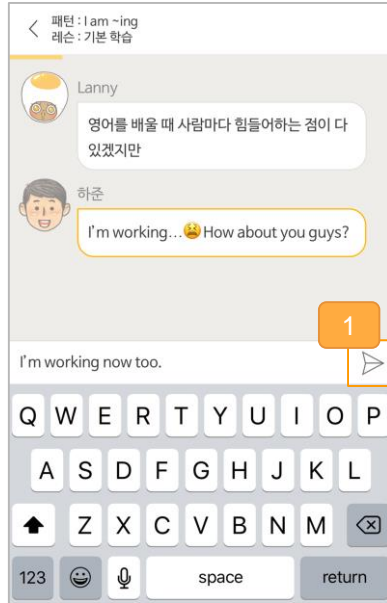 패턴 : I am ~ing
레슨 : 기본 학습
Lanny
영어를 배울 때 사람마다 힘들어하는 점이 다
있겠지만
하준
I'm working...😫How about you guys?
1
I'm working now too.
Q W E R T Y U I O P
A S D F G H J K L
Z X C V B N M
123 space return